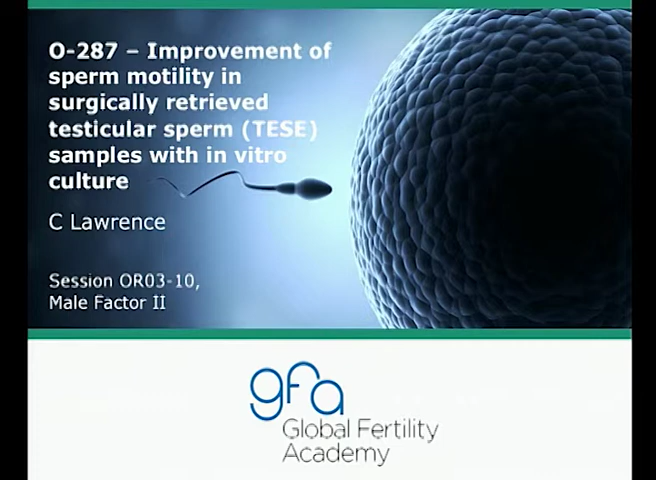 O-287 – Improvement of
sperm motility in
surgically retrieved
testicular sperm (TESE)
samples with in vitro
culture
C Lawrence
Session OR03-10,
Male Factor II
gfa
Global Fertility
Academy